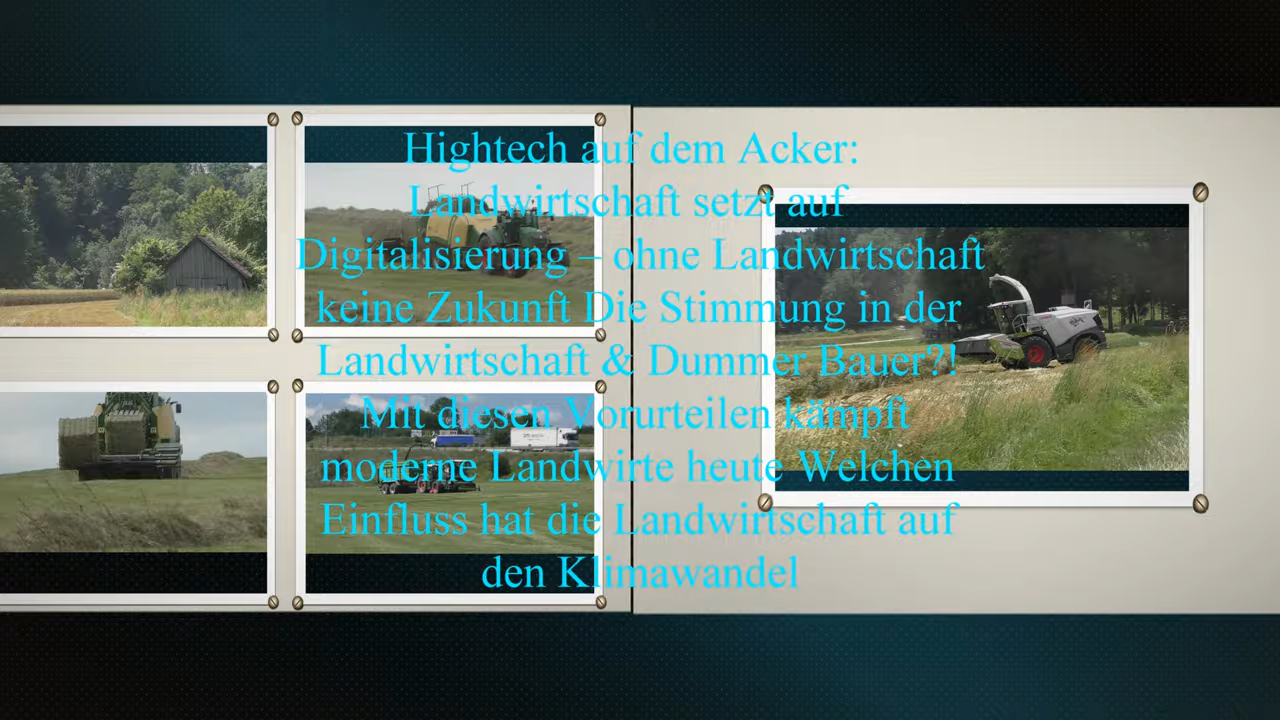 Hightech auf dem Acker:
Landwirtschaft setzt auf
Digitalisierung – ohne Landwirtschaft
keine Zukunft Die Stimmung in der
Landwirtschaft & Dummer Bauer?!
Mit diesen Vorurteilen kämpft
moderne Landwirte heute Welchen
Einfluss hat die Landwirtschaft auf
den Klimawandel